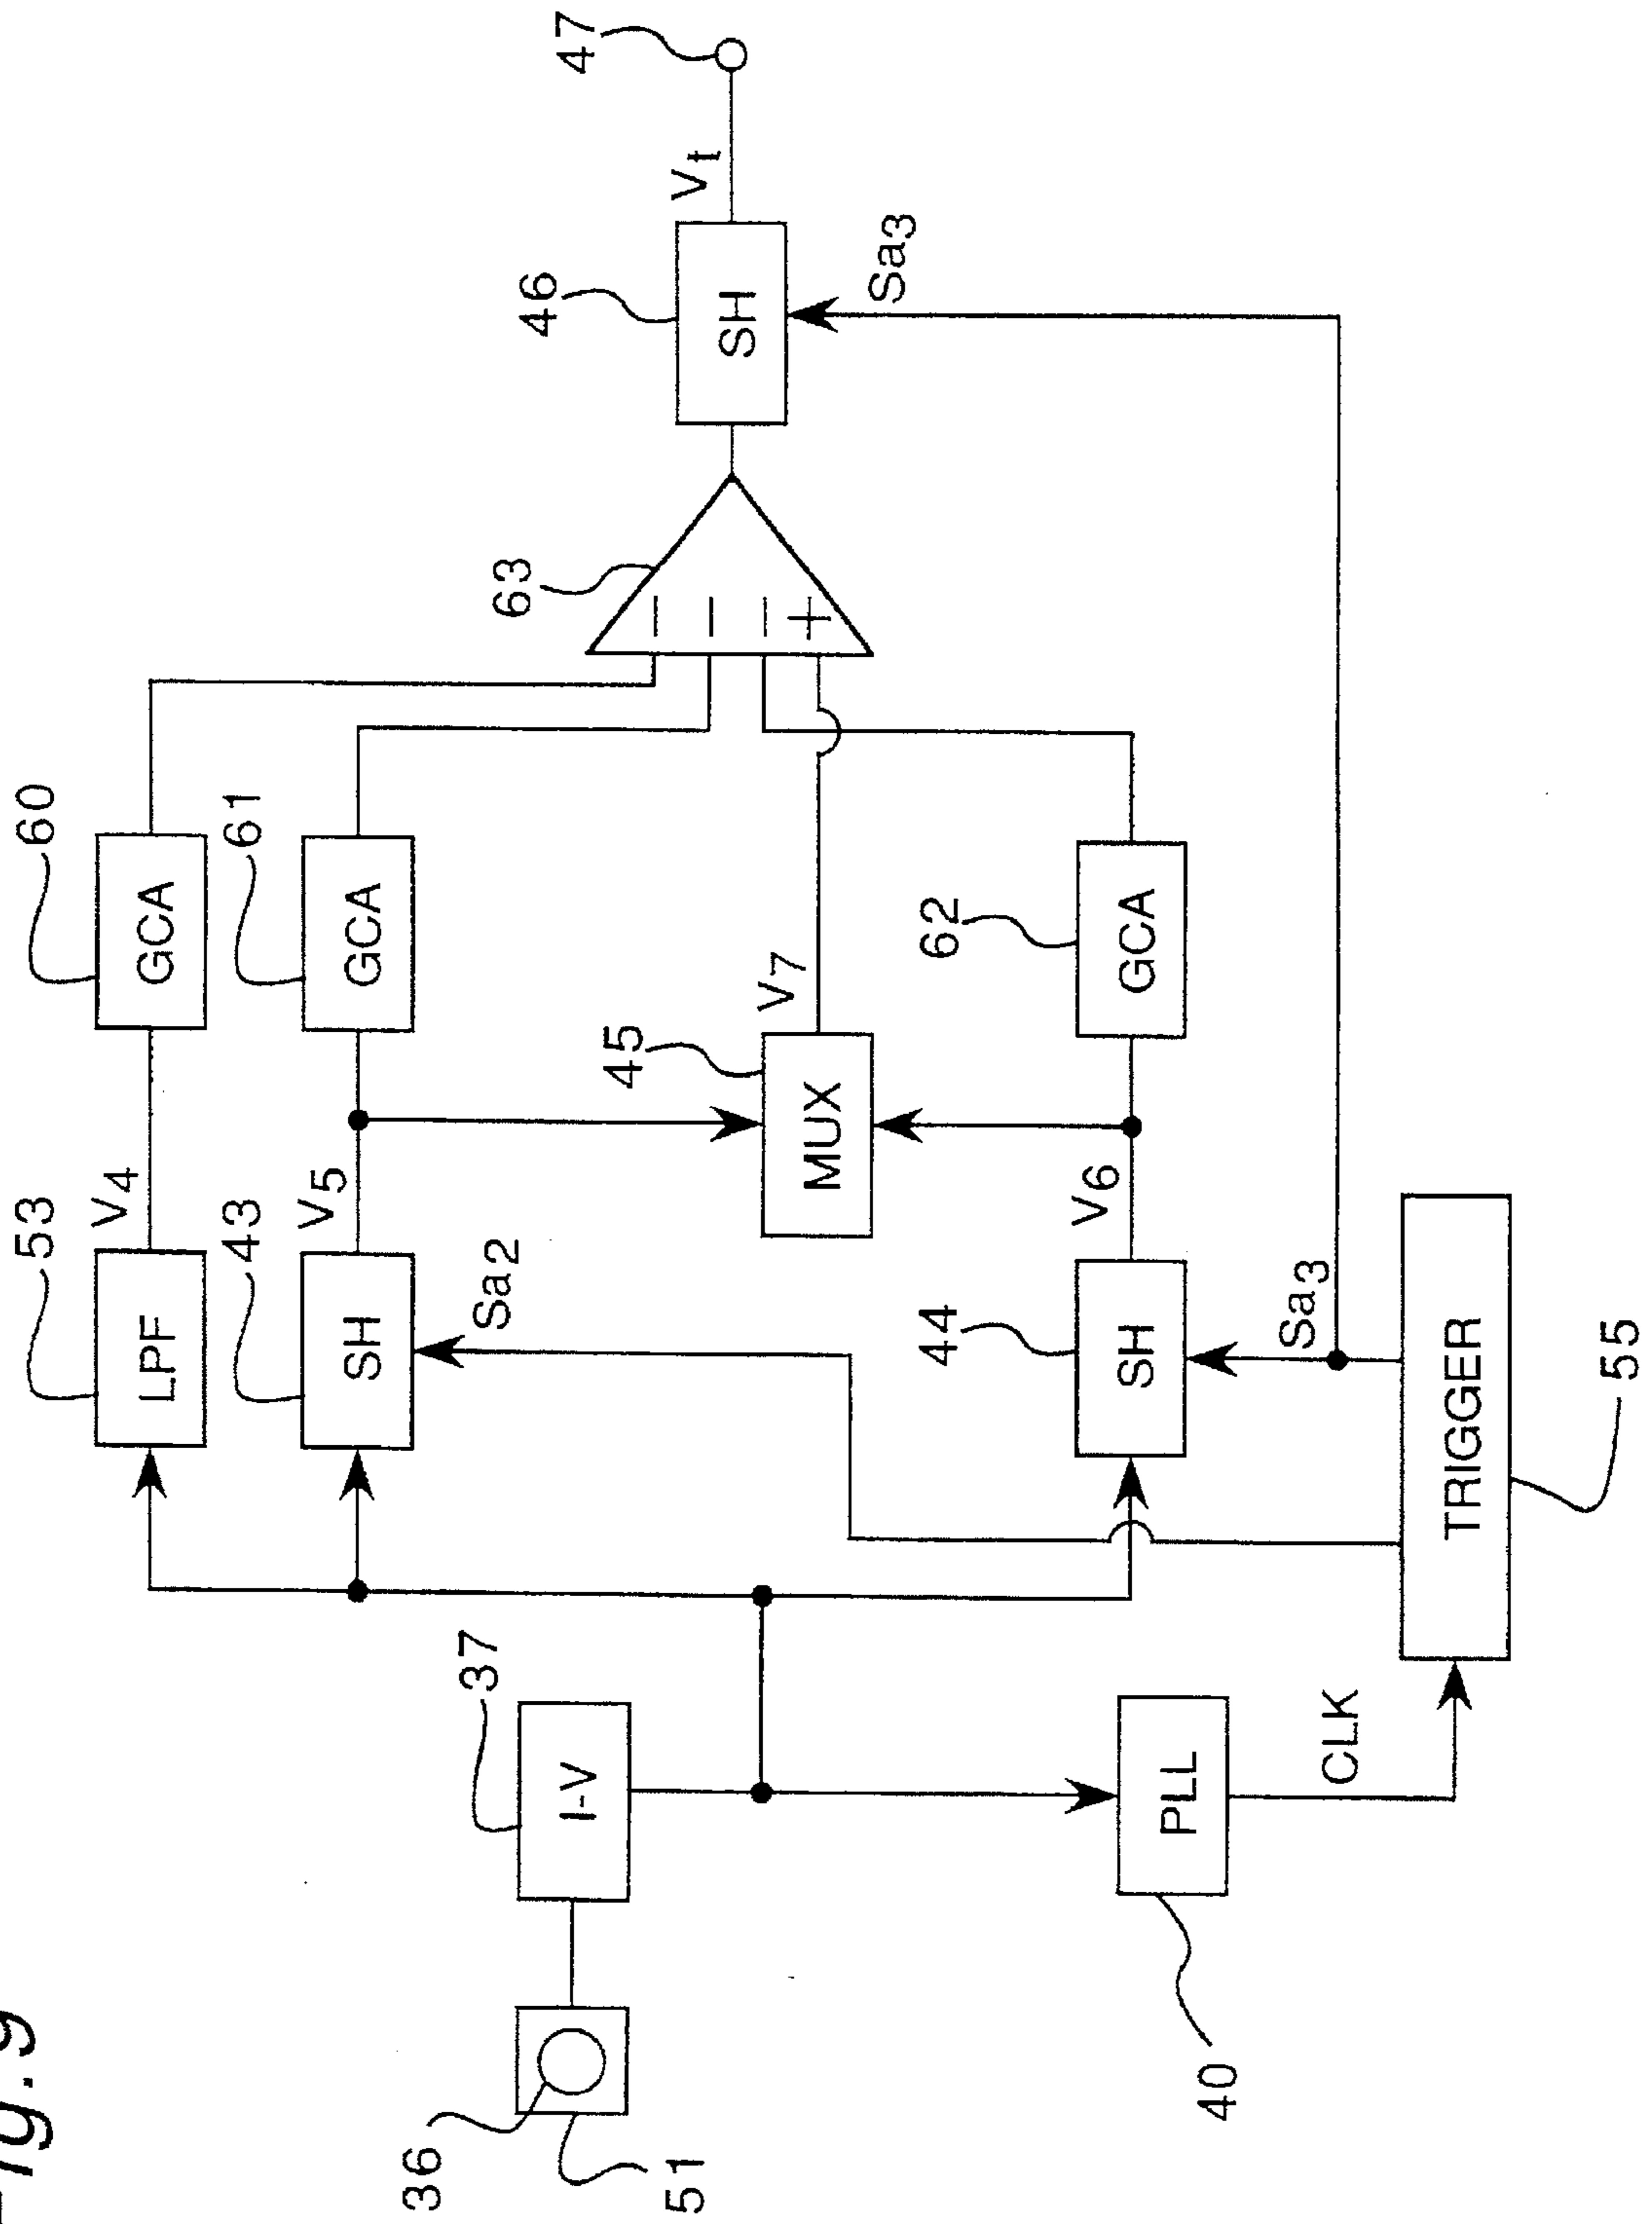 Fig.9
53
LPF
V4
60
GCA
43
SH
V5
61
GCA
Sa2
36
51
37
I-V
45
MUX
V7
63
—
—
—
+
46
SH
Vt
47
Sa3
44
SH
V6
62
GCA
40
PLL
CLK
Sa3
TRIGGER
55